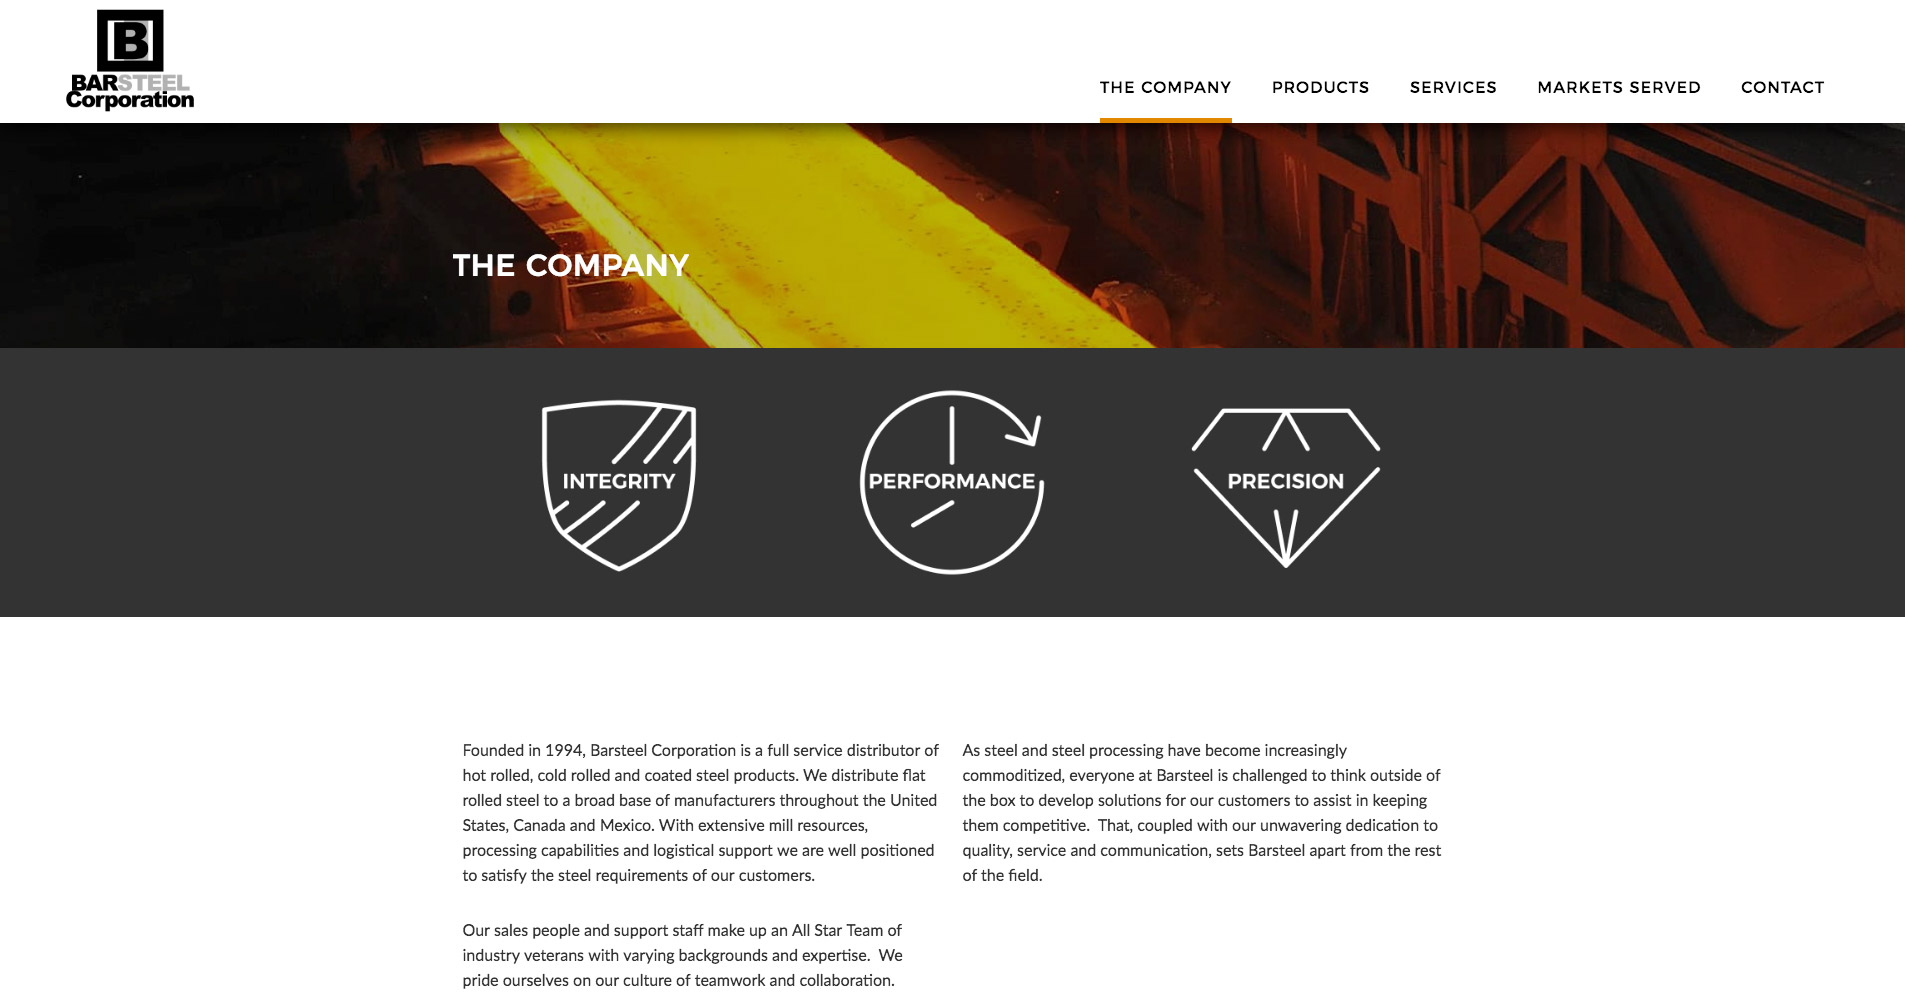 B
BARSTEEL
Corporation
THE COMPANY PRODUCTS SERVICES MARKETS SERVED CONTACT
THE COMPANY
INTEGRITY
PERFORMANCE
PRECISION
Founded in 1994, Barsteel Corporation is a full service distributor of
hot rolled, cold rolled and coated steel products. We distribute flat
rolled steel to a broad base of manufacturers throughout the United
States, Canada and Mexico. With extensive mill resources,
processing capabilities and logistical support we are well positioned
to satisfy the steel requirements of our customers.
Our sales people and support staff make up an All Star Team of
industry veterans with varying backgrounds and expertise.  We
pride ourselves on our culture of teamwork and collaboration.
As steel and steel processing have become increasingly
commoditized, everyone at Barsteel is challenged to think outside of
the box to develop solutions for our customers to assist in keeping
them competitive.  That, coupled with our unwavering dedication to
quality, service and communication, sets Barsteel apart from the rest
of the field.